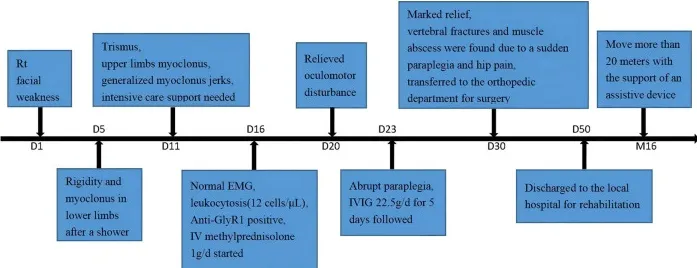 Rt
facial
weakness
Trismus,
upper limbs myoclonus,
generalized myoclonus jerks,
intensive care support needed
Relieved
oculomotor
disturbance
Marked relief,
vertebral fractures and muscle
abscess were found due to a sudden
paraplegia and hip pain,
transferred to the orthopedic
department for surgery
Move more than
20 meters with
the support of an
assistive device
D5 D16 D23 D50
D1 D11 D20 D30 M16
Rigidity and
myoclonus in
lower limbs
after a shower
Normal EMG,
leukocytosis(12 cells/μL),
Anti-GlyR1 positive,
IV methylprednisolone
1g/d started
Abrupt paraplegia,
IVIG 22.5g/d for 5
days followed
Discharged to the local
hospital for rehabilitation